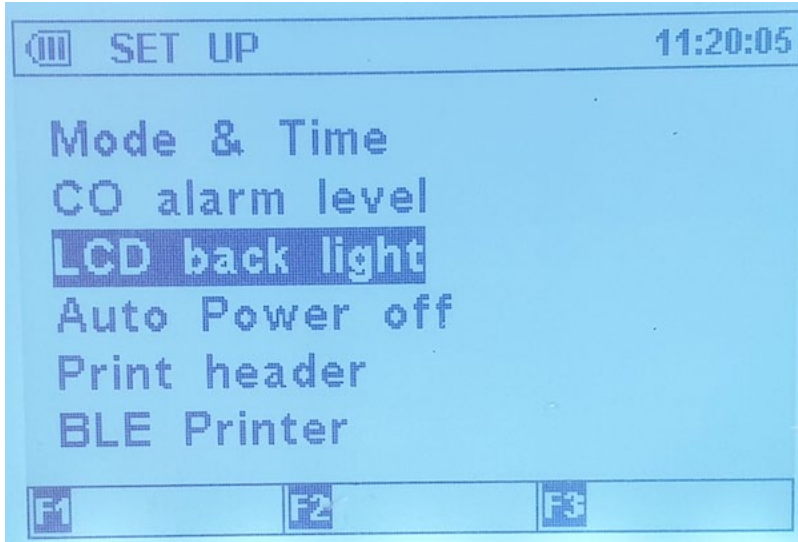 SET UP 11:20:05
Mode & Time
CO alarm level
LCD back light
Auto Power off
Print header
BLE Printer
F1 F2 F3